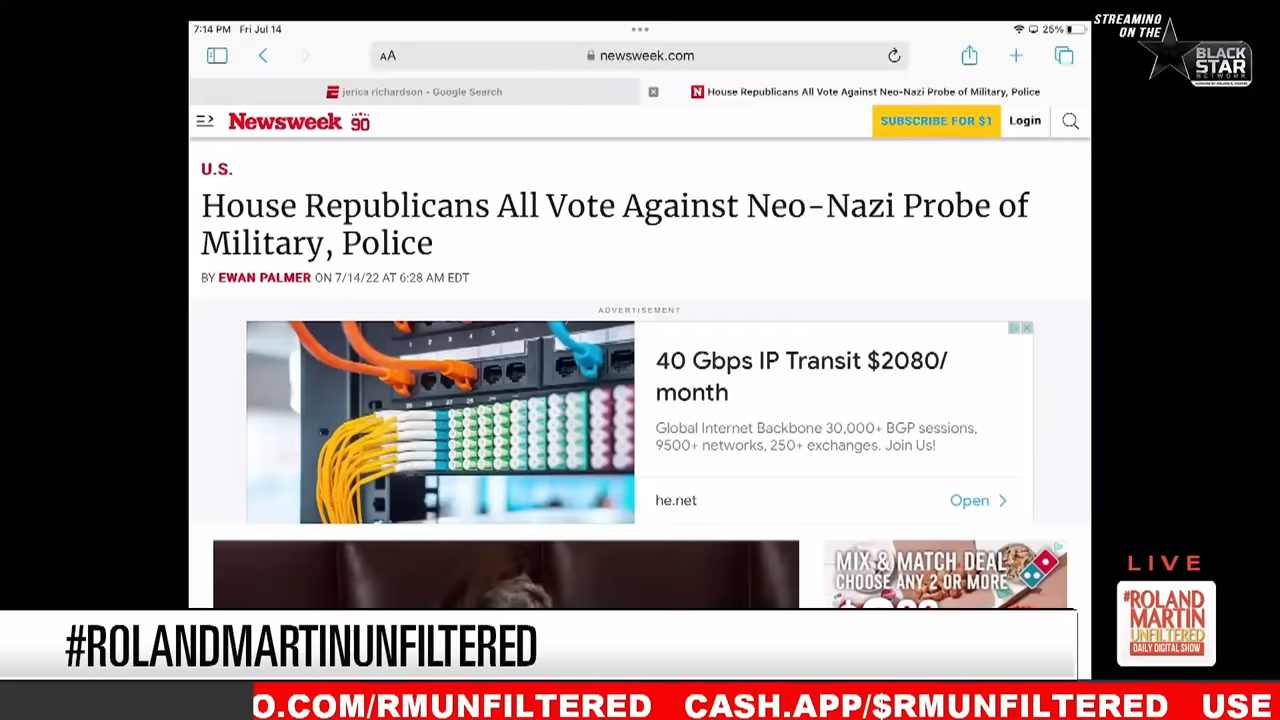 7:14 PM Fri Jul 14
25%
STREAMING
ON THE
BLACK
STAR
NETWORK
AA
newsweek.com
jerica richardson - Google Search
N House Republicans All Vote Against Neo-Nazi Probe of Military, Police
Newsweek 90
SUBSCRIBE FOR $1
Login
U.S.
House Republicans All Vote Against Neo-Nazi Probe of
Military, Police
BY EWAN PALMER ON 7/14/22 AT 6:28 AM EDT
ADVERTISEMENT
40 Gbps IP Transit $2080/
month
Global Internet Backbone 30,000+ BGP sessions,
9500+ networks, 250+ exchanges. Join Us!
he.net
Open
MIX & MATCH DEAL
CHOOSE ANY 2 OR MORE
LIVE
#ROLAND
MARTIN
UNFILTERED
DAILY DIGITAL SHOW
#ROLANDMARTINUNFILTERED
O.COM/RMUNFILTERED CASH.APP/$RMUNFILTERED USE